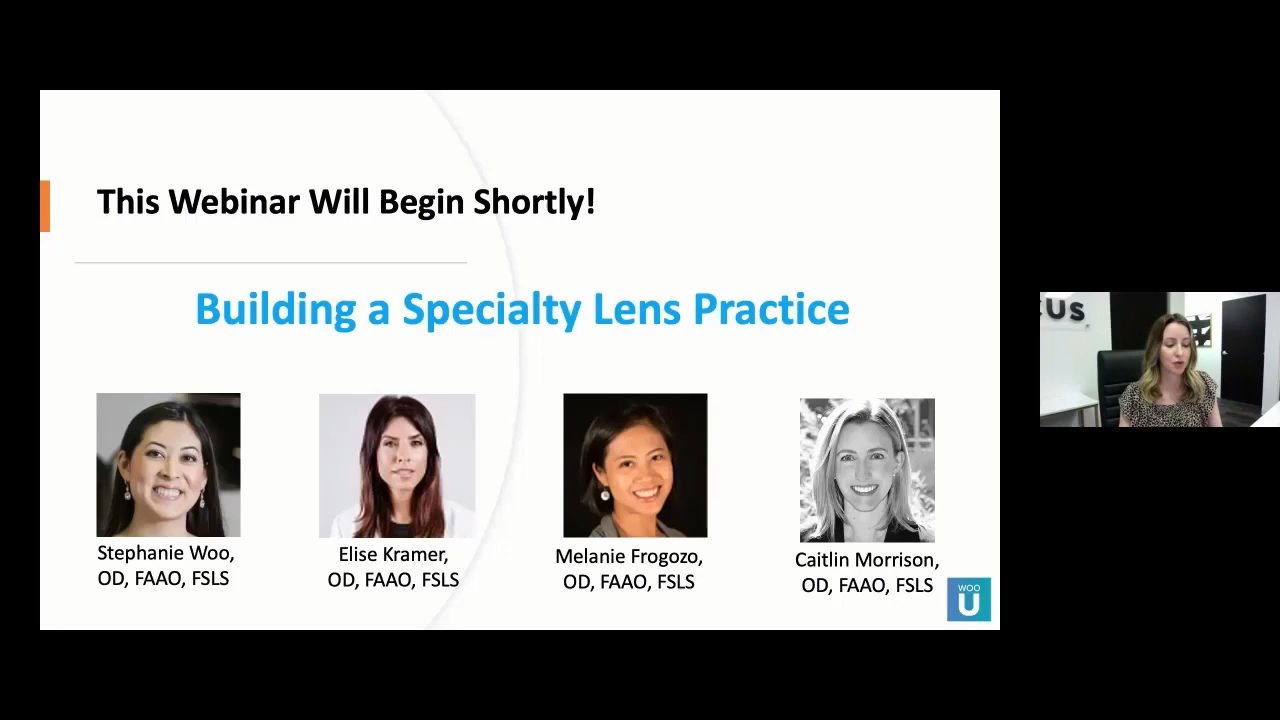 This Webinar Will Begin Shortly!
Building a Specialty Lens Practice
Stephanie Woo,
OD, FAAO, FSLS
Elise Kramer,
OD, FAAO, FSLS
Melanie Frogozo,
OD, FAAO, FSLS
Caitlin Morrison,
OD, FAAO, FSLS
WOO
U